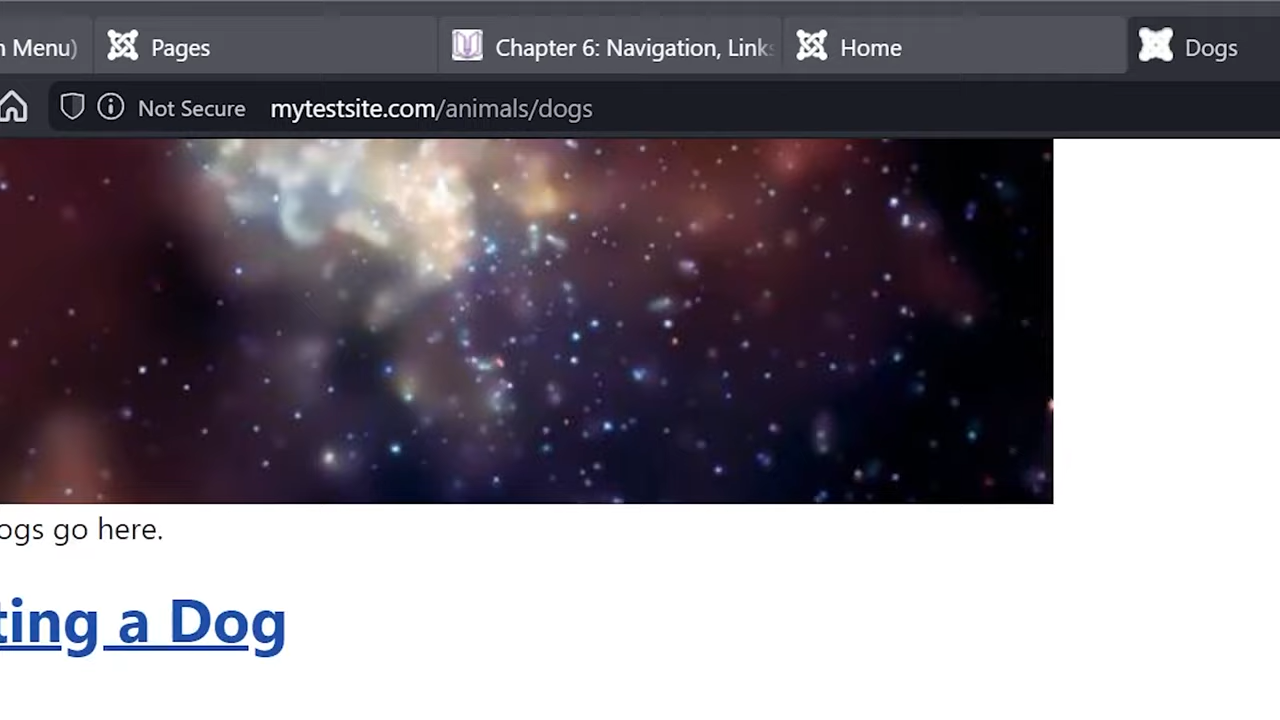 n Menu)
Pages
Chapter 6: Navigation, Links
Home
Dogs
Not Secure mytestsite.com/animals/dogs
ogs go here.
ting a Dog